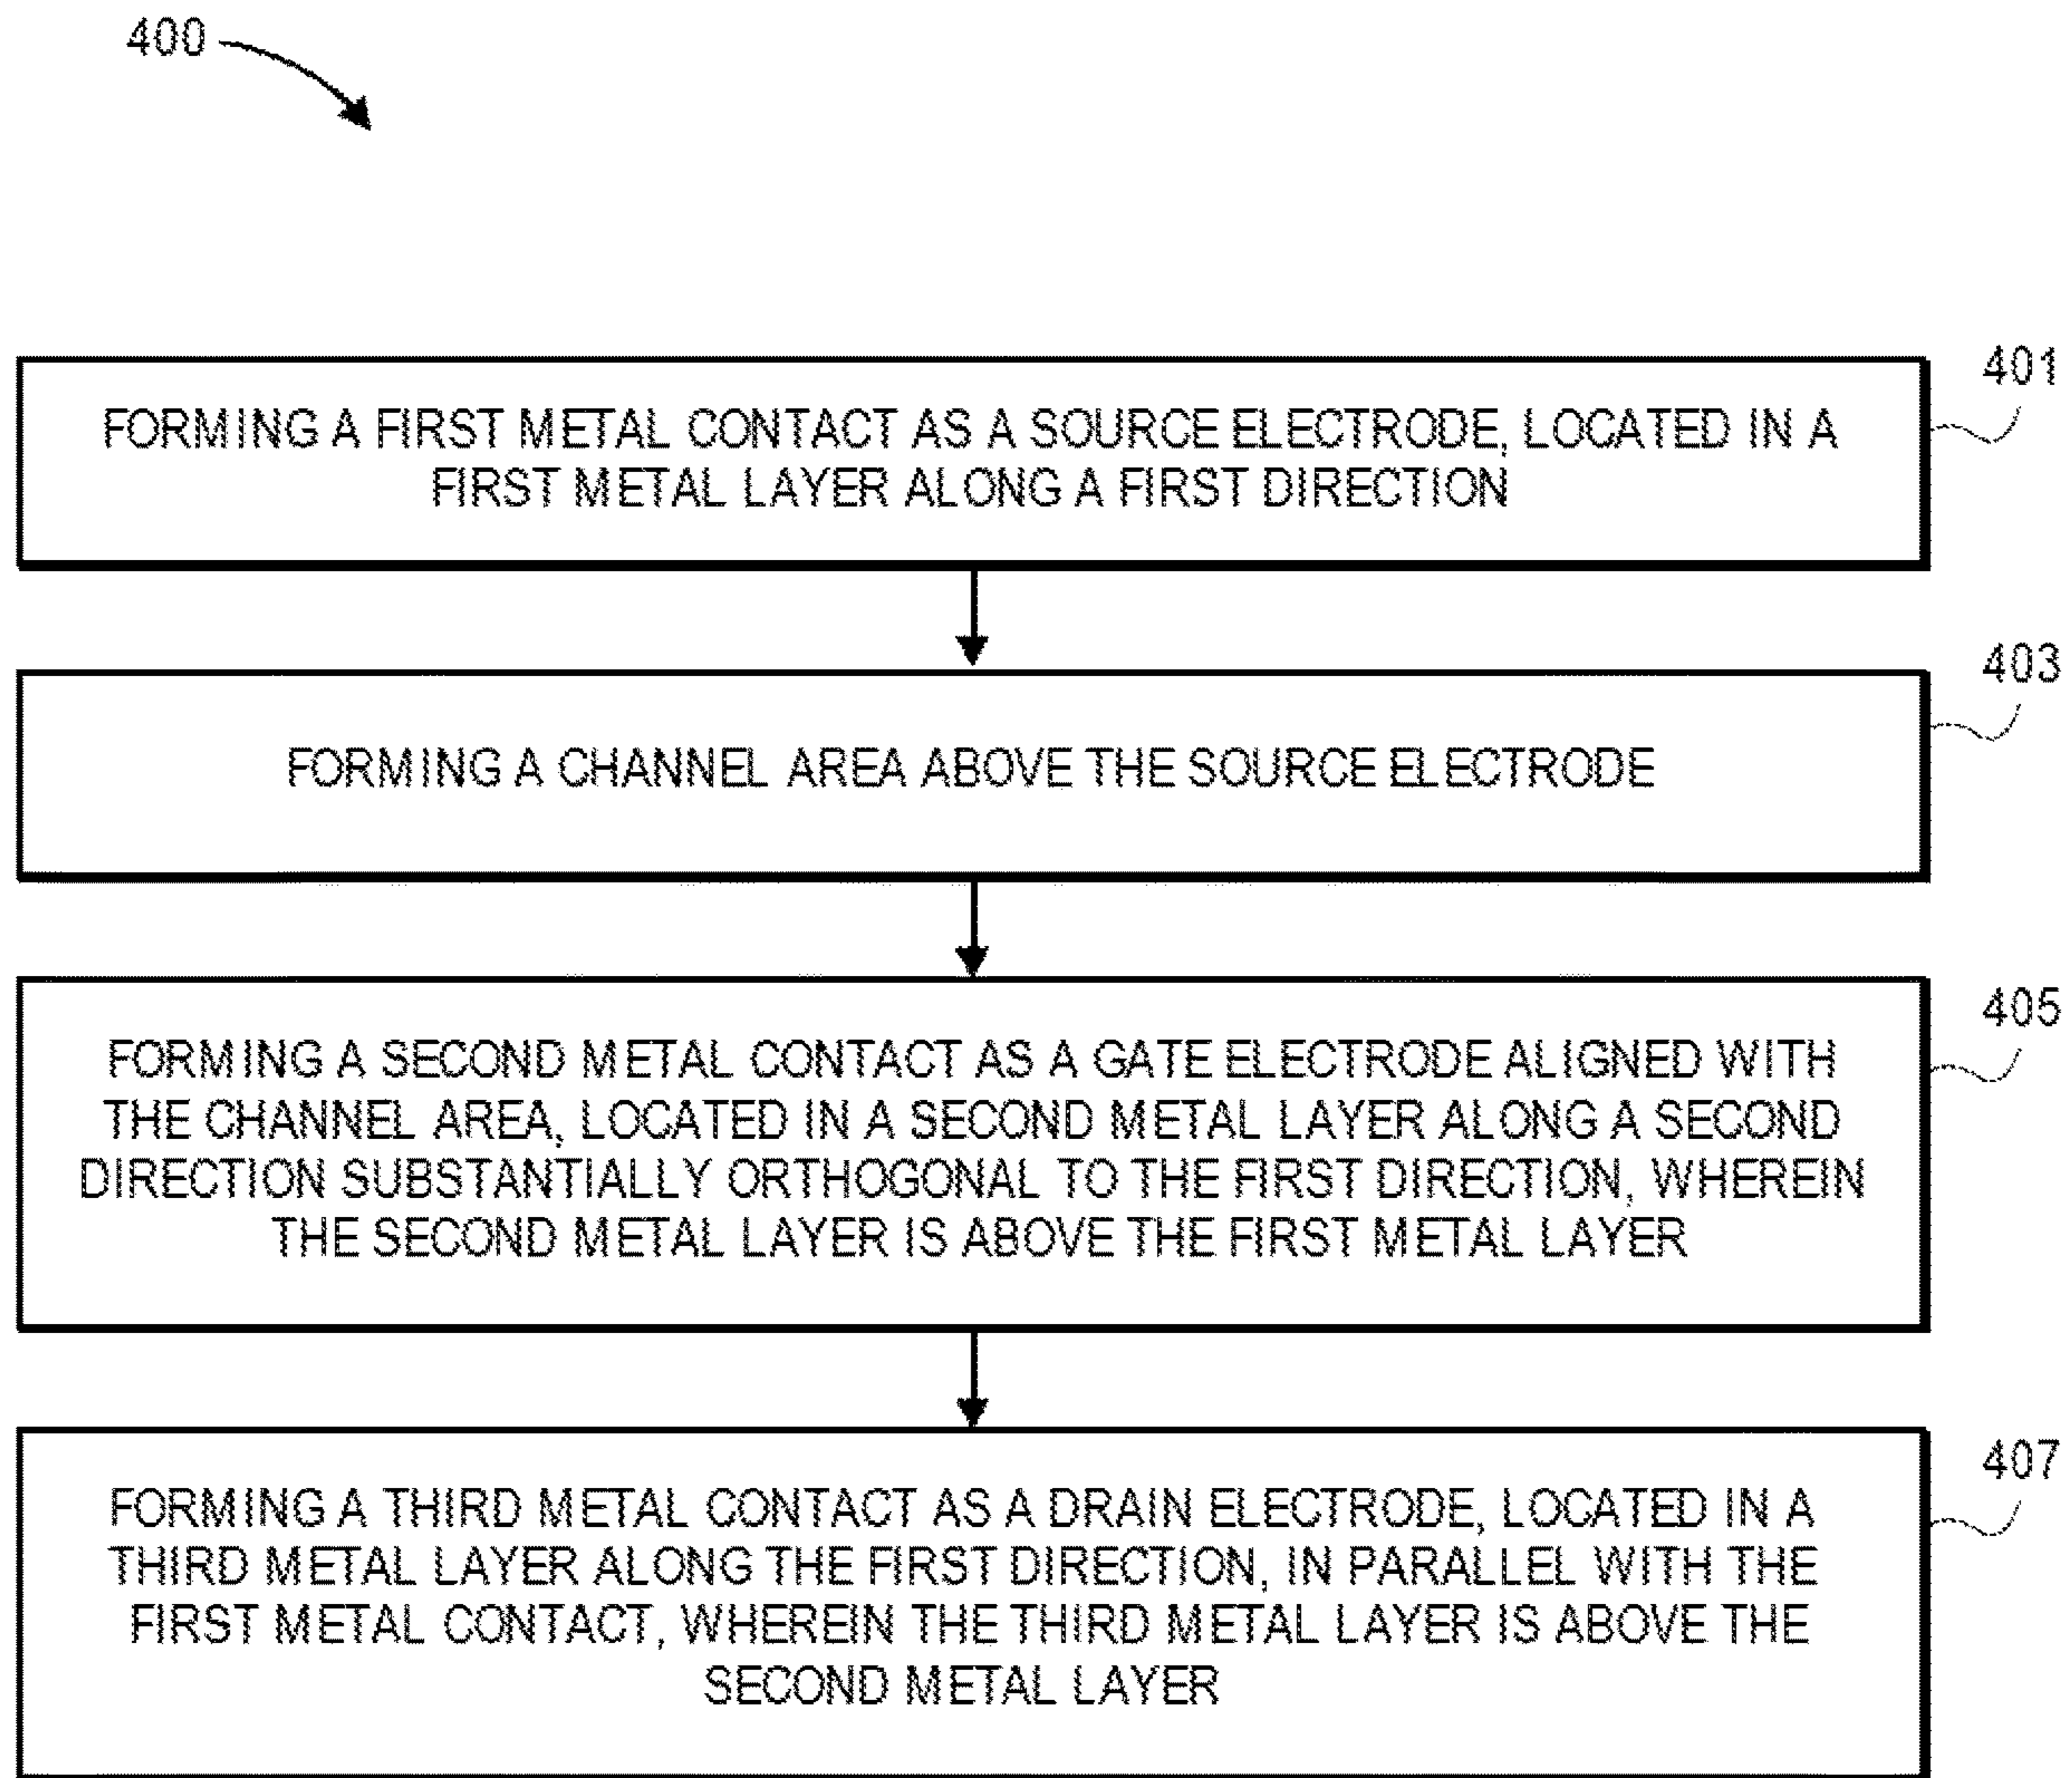 400
401
FORMING A FIRST METAL CONTACT AS A SOURCE ELECTRODE, LOCATED IN A
FIRST METAL LAYER ALONG A FIRST DIRECTION
403
FORMING A CHANNEL AREA ABOVE THE SOURCE ELECTRODE
405
FORMING A SECOND METAL CONTACT AS A GATE ELECTRODE ALIGNED WITH
THE CHANNEL AREA, LOCATED IN A SECOND METAL LAYER ALONG A SECOND
DIRECTION SUBSTANTIALLY ORTHOGONAL TO THE FIRST DIRECTION, WHEREIN
THE SECOND METAL LAYER IS ABOVE THE FIRST METAL LAYER
407
FORMING A THIRD METAL CONTACT AS A DRAIN ELECTRODE, LOCATED IN A
THIRD METAL LAYER ALONG THE FIRST DIRECTION, IN PARALLEL WITH THE
FIRST METAL CONTACT, WHEREIN THE THIRD METAL LAYER IS ABOVE THE
SECOND METAL LAYER